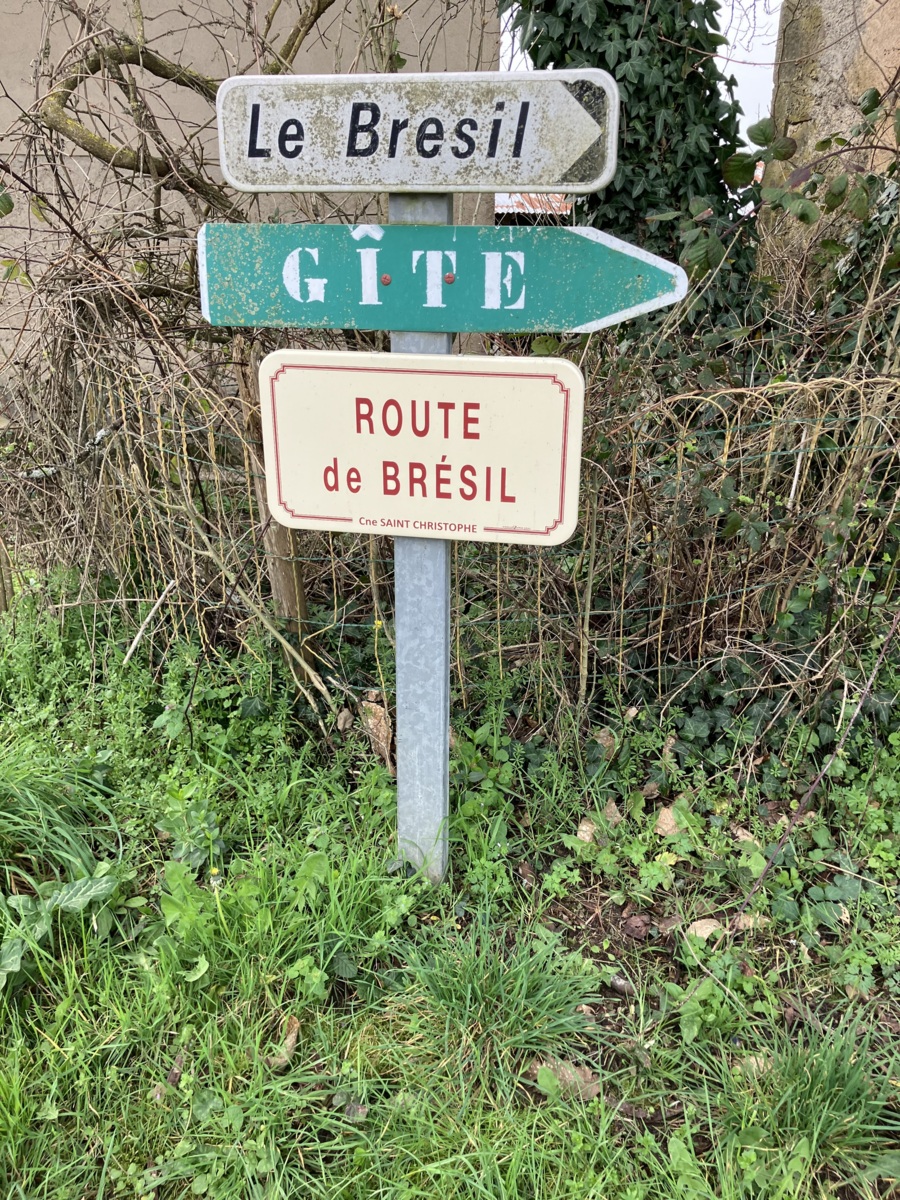 Le Bresil
GÎTE
ROUTE
de BRÉSIL
Cne SAINT CHRISTOPHE